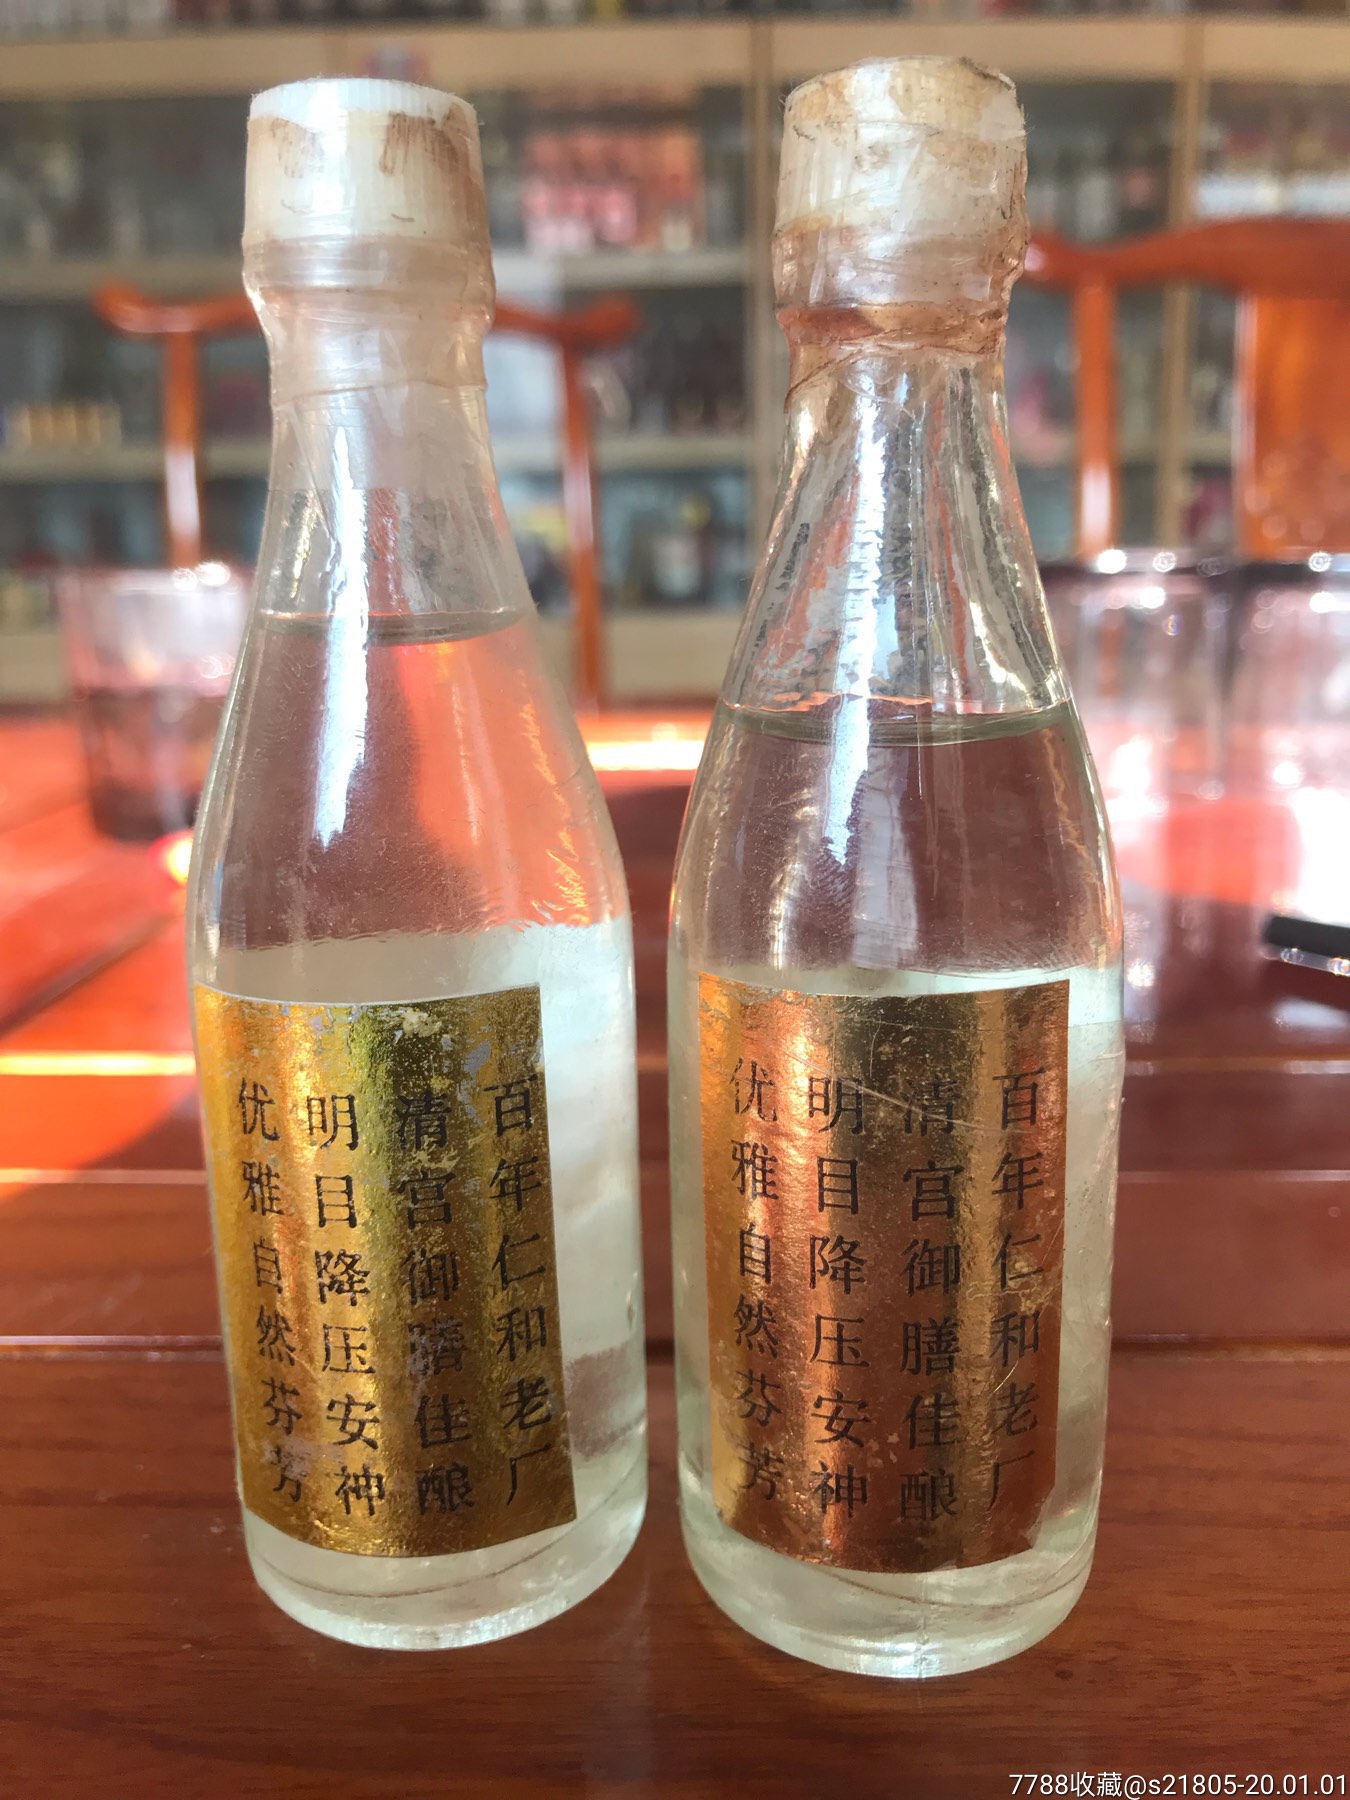 百年仁和老厂
清宫御膳佳酿
明目降压安神
优雅自然芬芳
百年仁和老厂
清宫御膳佳酿
明目降压安神
优雅自然芬芳
7788收藏@s21805-20.01.01